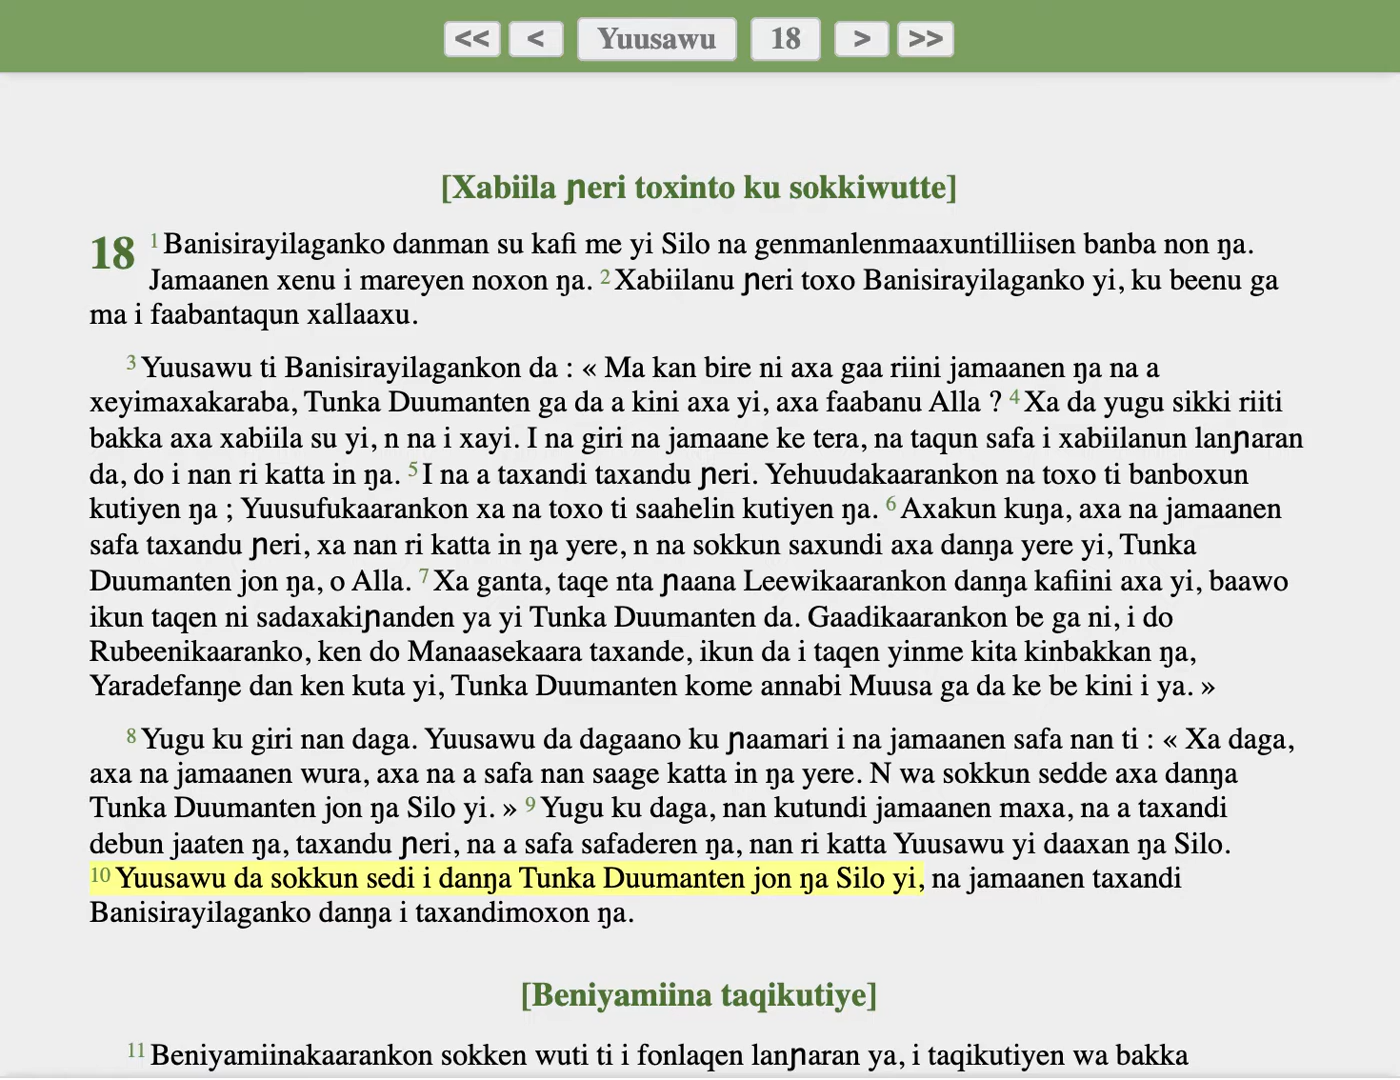 << < Yuusawu 18 > >>
[Xabiila ɲeri toxinto ku sokkiwutte]
18 1 Banisirayilaganko danman su kafi me yi Silo na genmanlenmaaxuntilliisen banba non ŋa.
Jamaanen xenu i mareyen noxon ŋa. 2 Xabiilanu ɲeri toxo Banisirayilaganko yi, ku beenu ga
ma i faabantaqun xallaaxu.
3 Yuusawu ti Banisirayilagankon da : « Ma kan bire ni axa gaa riini jamaanen ŋa na a
xeyimaxakaraba, Tunka Duumanten ga da a kini axa yi, axa faabanu Alla ? 4 Xa da yugu sikki riiti
bakka axa xabiila su yi, n na i xayi. I na giri na jamaane ke tera, na taqun safa i xabiilanun lanɲaran
da, do i nan ri katta in ŋa. 5 I na a taxandi taxandu ɲeri. Yehuudakaarankon na toxo ti banboxun
kutiyen ŋa ; Yuusufukaarankon xa na toxo ti saahelin kutiyen ŋa. 6 Axakun kuŋa, axa na jamaanen
safa taxandu ɲeri, xa nan ri katta in ŋa yere, n na sokkun saxundi axa danŋa yere yi, Tunka
Duumanten jon ŋa, o Alla. 7 Xa ganta, taqe nta ɲaana Leewikaarankon danŋa kafiini axa yi, baawo
ikun taqen ni sadaxakiɲanden ya yi Tunka Duumanten da. Gaadikaarankon be ga ni, i do
Rubeenikaaranko, ken do Manaasekaara taxande, ikun da i taqen yinme kita kinbakkan ŋa,
Yaradefanŋe dan ken kuta yi, Tunka Duumanten kome annabi Muusa ga da ke be kini i ya. »
8 Yugu ku giri nan daga. Yuusawu da dagaano ku ɲaamari i na jamaanen safa nan ti : « Xa daga,
axa na jamaanen wura, axa na a safa nan saage katta in ŋa yere. N wa sokkun sedde axa danŋa
Tunka Duumanten jon ŋa Silo yi. » 9 Yugu ku daga, nan kutundi jamaanen maxa, na a taxandi
debun jaaten ŋa, taxandu ɲeri, na a safa safaderen ŋa, nan ri katta Yuusawu yi daaxan ŋa Silo.
10 Yuusawu da sokkun sedi i danŋa Tunka Duumanten jon ŋa Silo yi, na jamaanen taxandi
Banisirayilaganko danŋa i taxandimoxon ŋa.
[Beniyamiina taqikutiye]
11 Beniyamiinakaarankon sokken wuti ti i fonlaqen lanɲaran ya, i taqikutiyen wa bakka